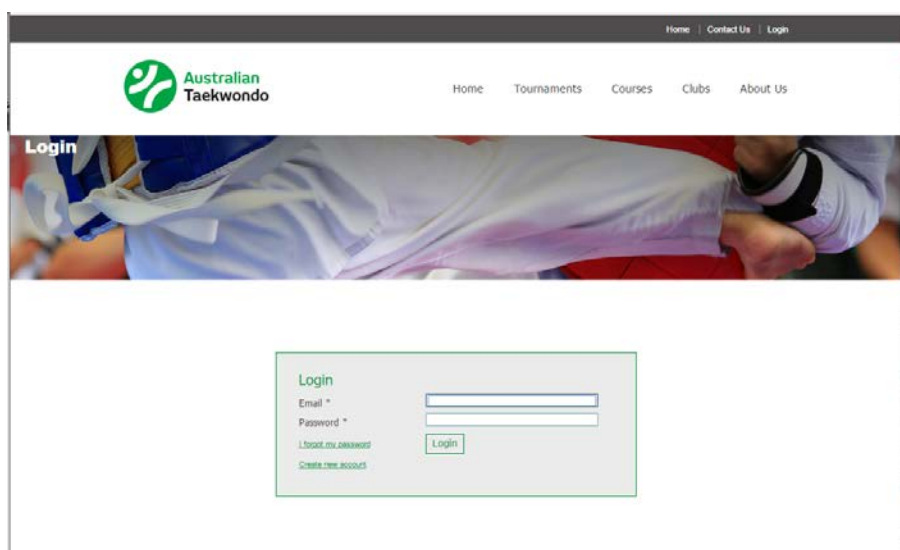 Home | Contact Us | Login
Australian
Taekwondo
Home Tournaments Courses Clubs About Us
Login
Login
Email *
Password *
I forgot my password
Login
Create new account